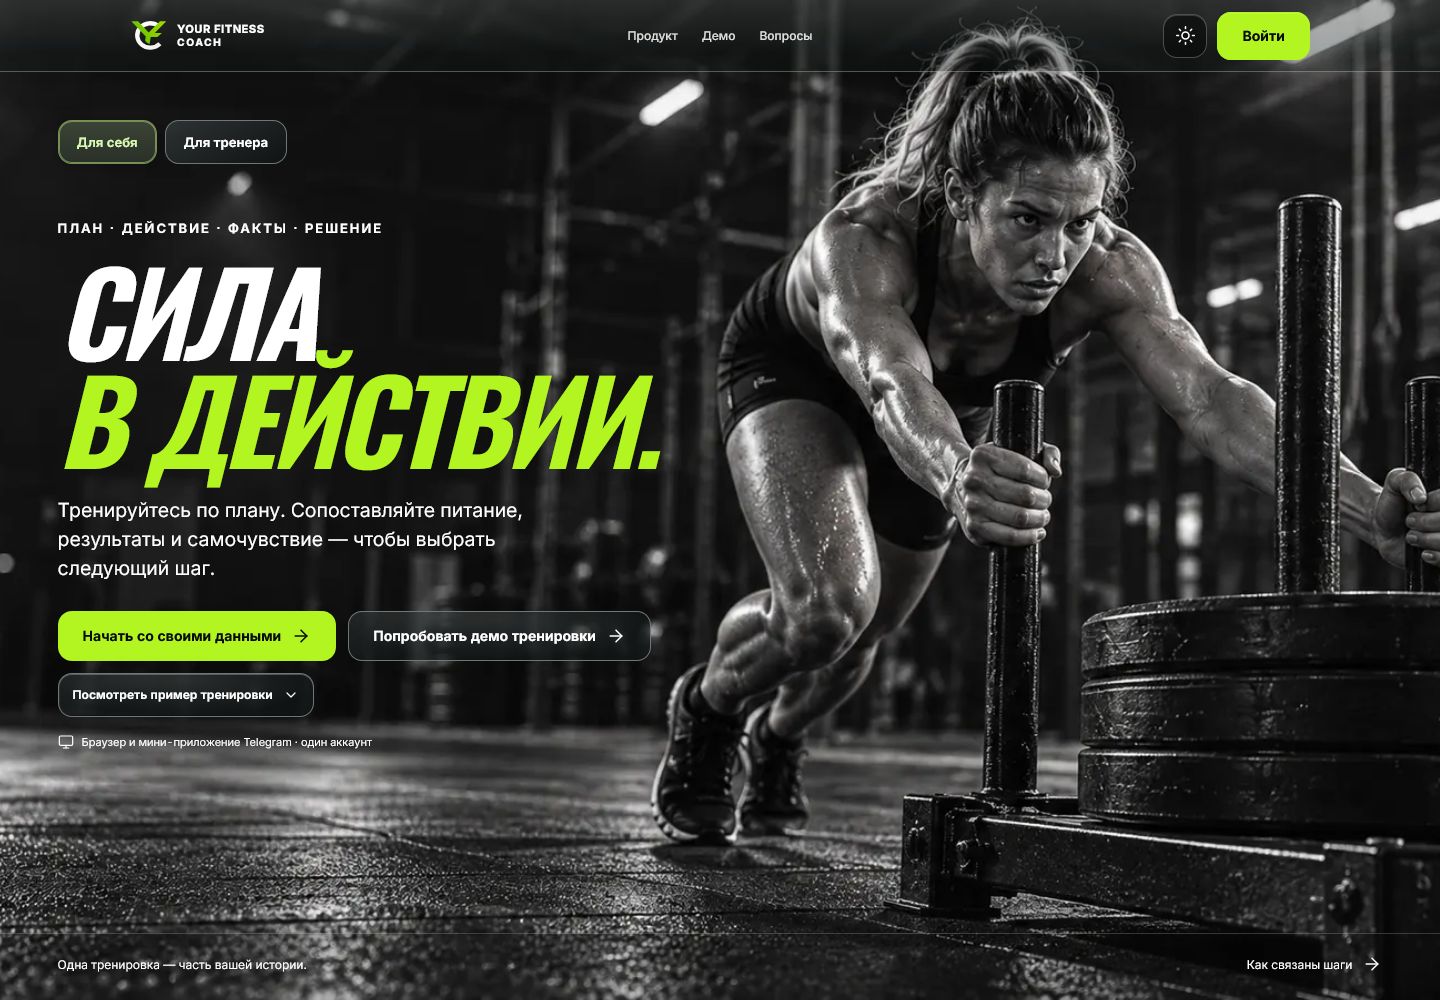 YOUR FITNESS
COACH
Продукт
Демо
Вопросы
Войти
Для себя
Для тренера
ПЛАН · ДЕЙСТВИЕ · ФАКТЫ · РЕШЕНИЕ
СИЛА
В ДЕЙСТВИИ.
Тренируйтесь по плану. Сопоставляйте питание,
результаты и самочувствие — чтобы выбрать
следующий шаг.
Начать со своими данными
Попробовать демо тренировки
Посмотреть пример тренировки
Браузер и мини-приложение Telegram · один аккаунт
Одна тренировка — часть вашей истории.
Как связаны шаги